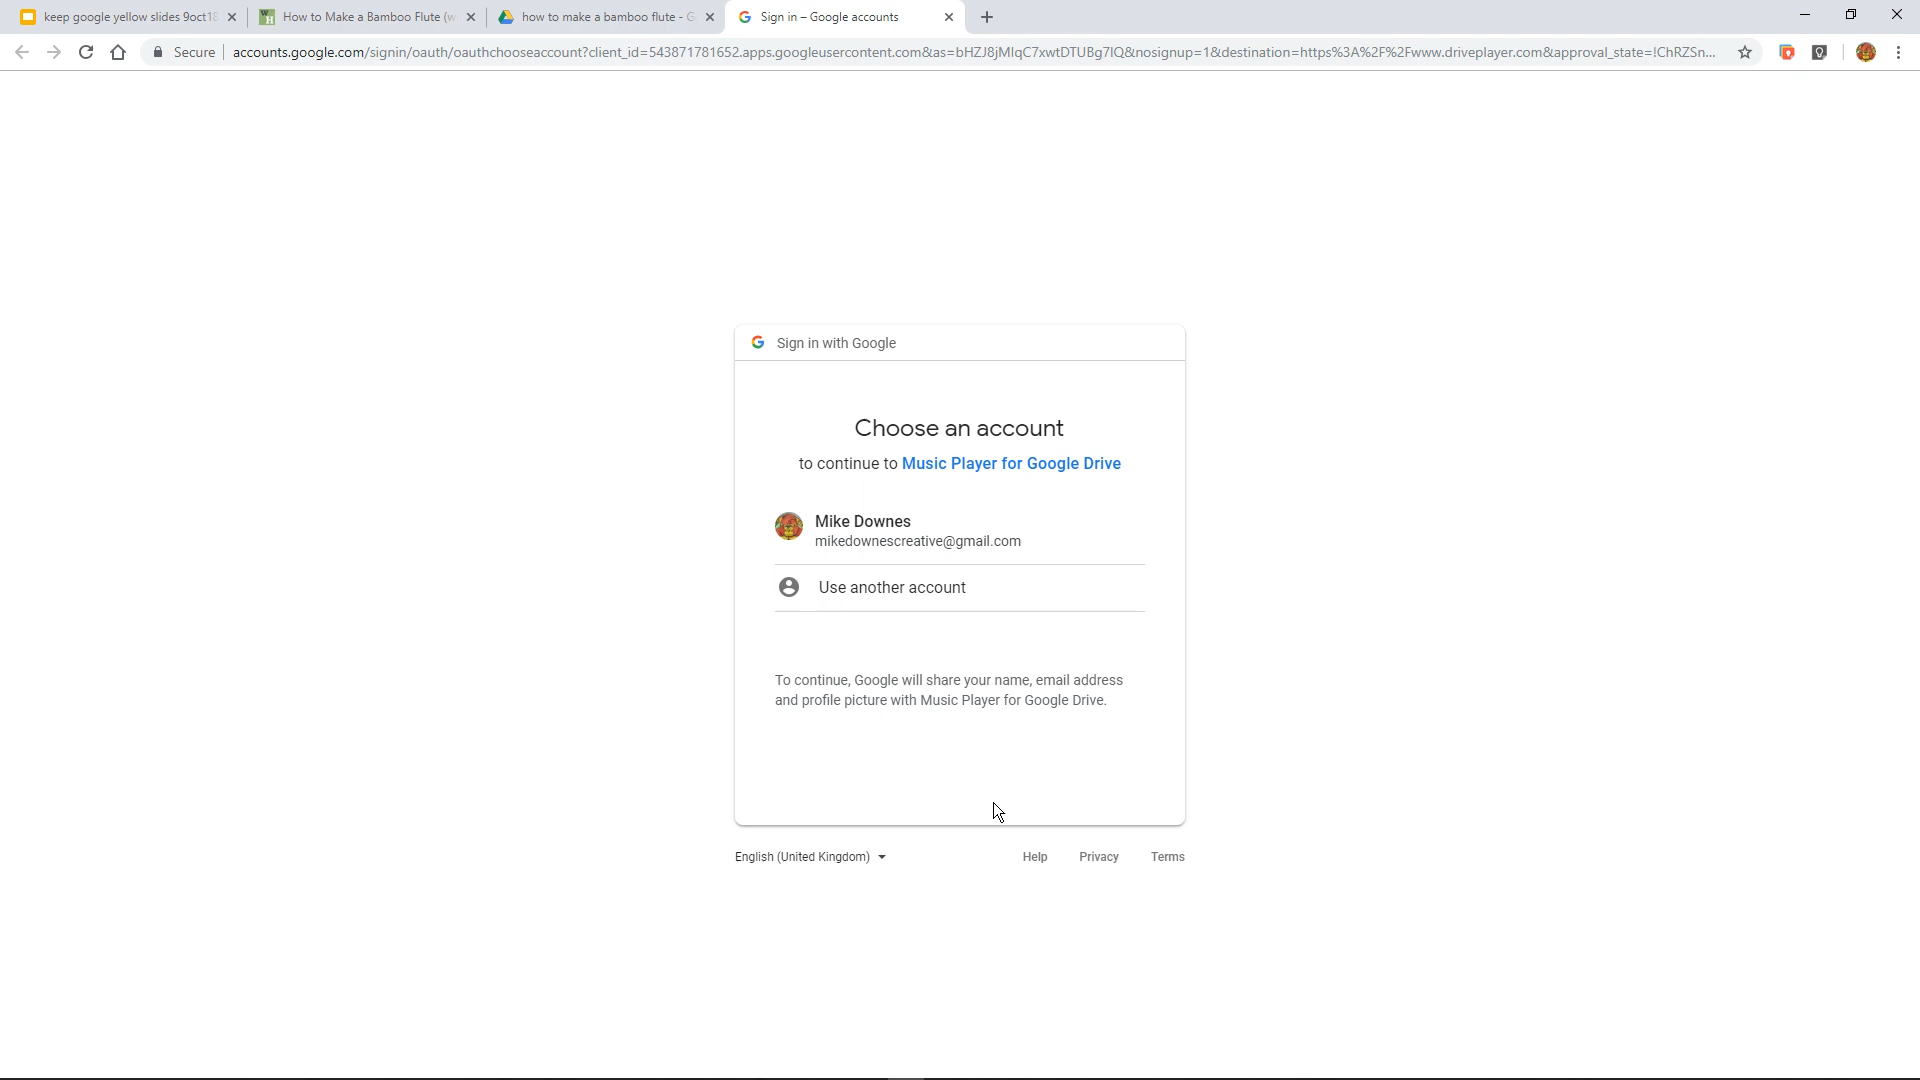 keep google yellow slides 9oct18
How to Make a Bamboo Flute (w
how to make a bamboo flute - G
Sign in – Google accounts
Secure
accounts.google.com/signin/oauth/oauthchooseaccount?client_id=543871781652.apps.googleusercontent.com&as=bHZJ8jMlqC7xwtDTUBg7lQ&nosignup=1&destination=https%3A%2F%2Fwww.driveplayer.com&approval_state=!ChRZSn...
Sign in with Google
Choose an account
to continue to Music Player for Google Drive
Mike Downes
mikedownescreative@gmail.com
Use another account
To continue, Google will share your name, email address
and profile picture with Music Player for Google Drive.
English (United Kingdom)
Help
Privacy
Terms